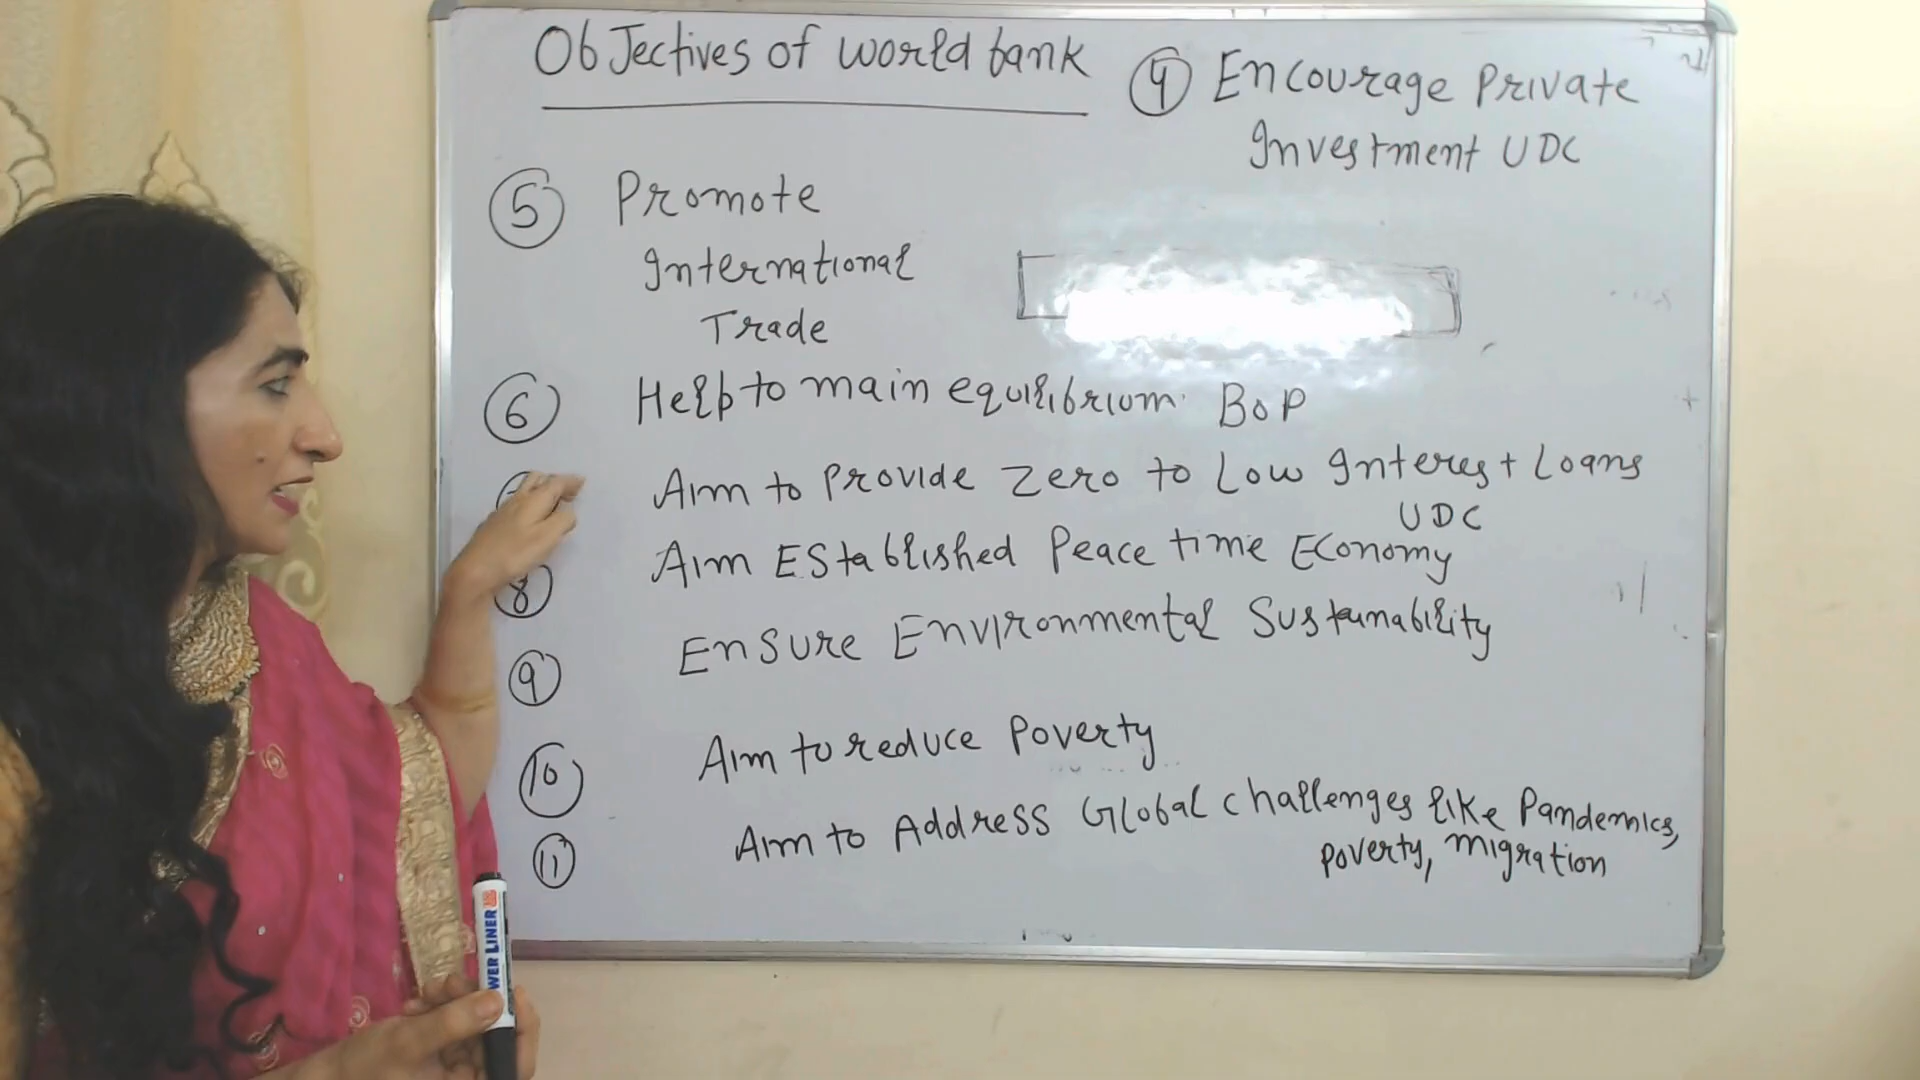 Objectives of world bank
④ Encourage Private
Investment UDC
⑤ Promote
International
Trade
⑥ Help to main equilibrium BOP
Aim to Provide Zero to Low Interest Loans
UDC
⑧ Aim EStablished Peace time Economy
⑨ Ensure Environmental Sustainability
⑩ Aim to reduce Poverty
⑪ Aim to Address Global challenges like Pandemics,
poverty, migration
WER LINER